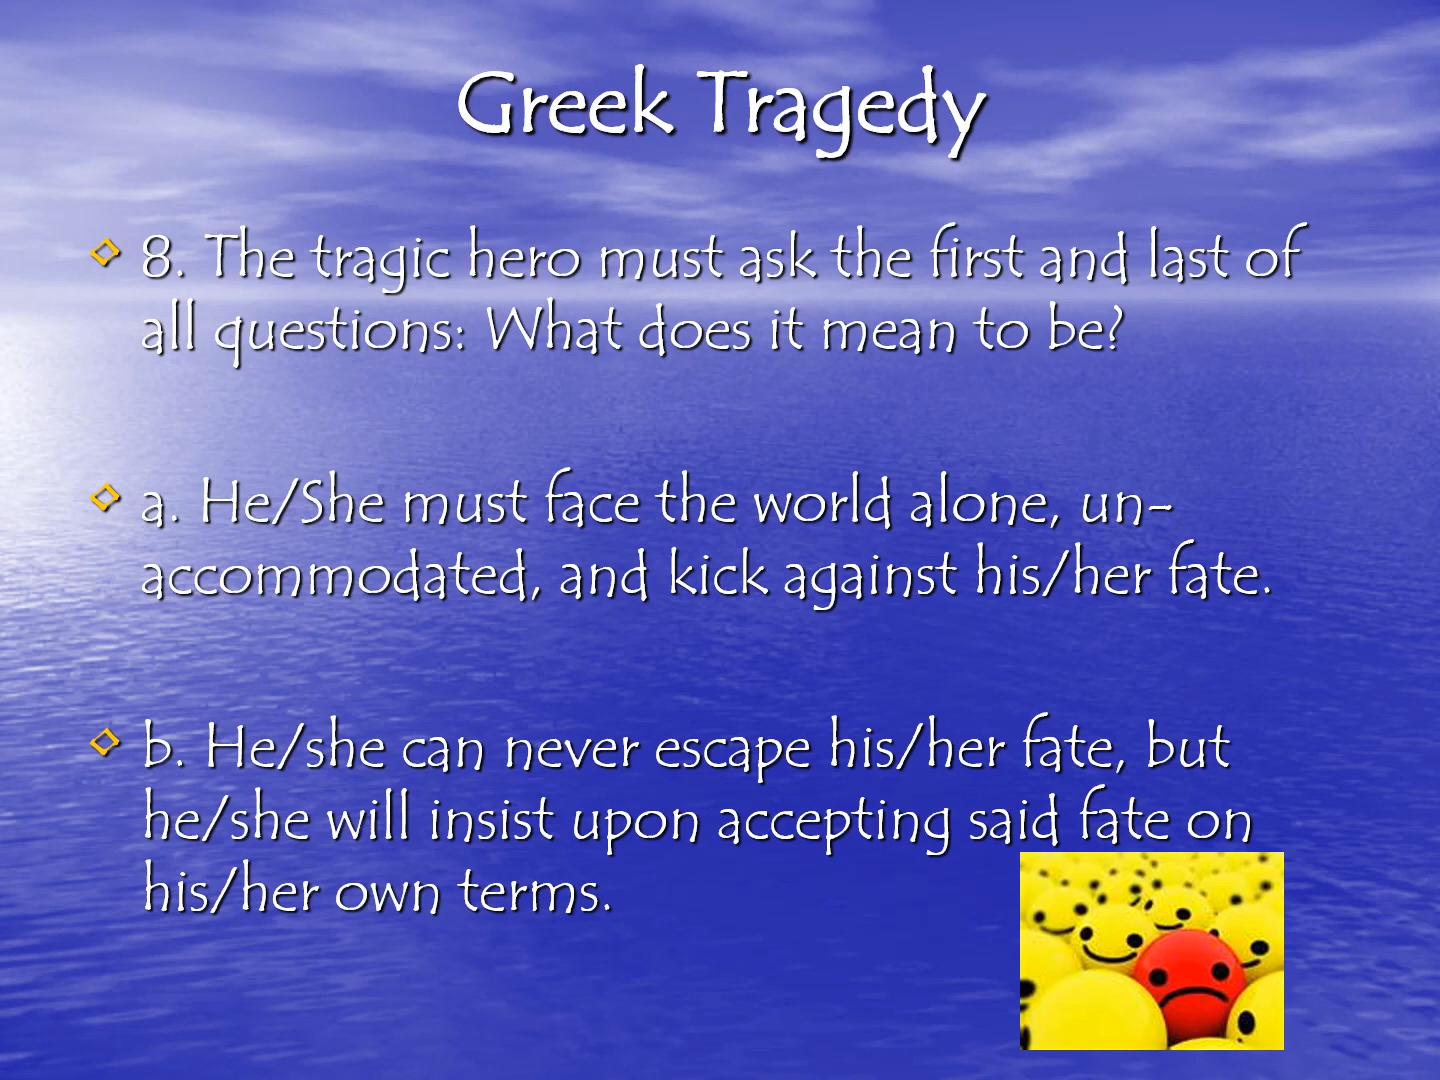 Greek Tragedy
8. The tragic hero must ask the first and last of
all questions: What does it mean to be?
a. He/She must face the world alone, un-
accommodated, and kick against his/her fate.
b. He/she can never escape his/her fate, but
he/she will insist upon accepting said fate on
his/her own terms.